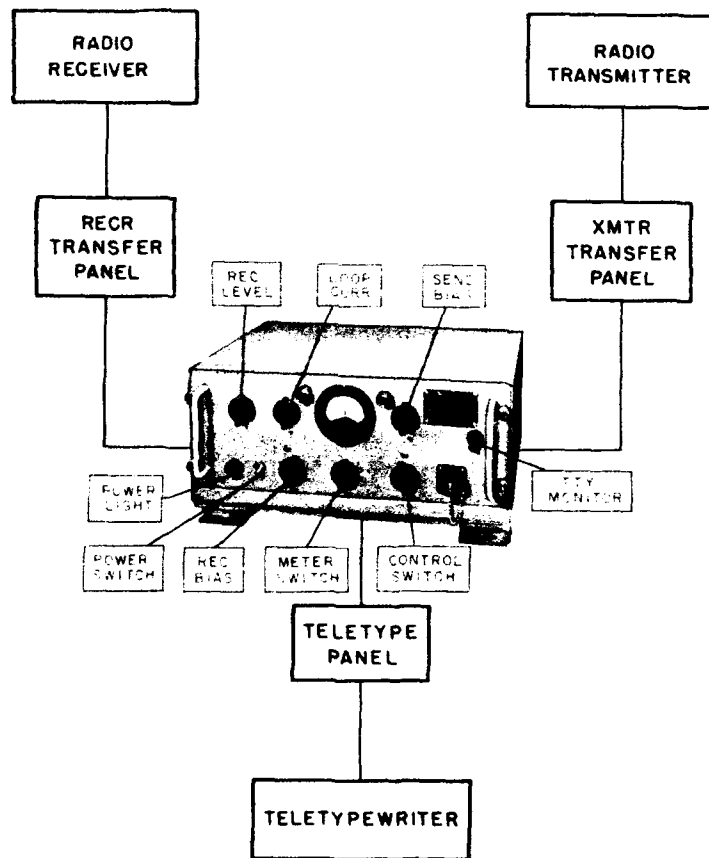 RADIO
RECEIVER
RADIO
TRANSMITTER
RECR
TRANSFER
PANEL
XMTR
TRANSFER
PANEL
REC
LEVEL
LOOP
CURR
SEND
BIAS
POWER
LIGHT
TTY
MONITOR
POWER
SWITCH
REC
BIAS
METER
SWITCH
CONTROL
SWITCH
TELETYPE
PANEL
TELETYPEWRITER